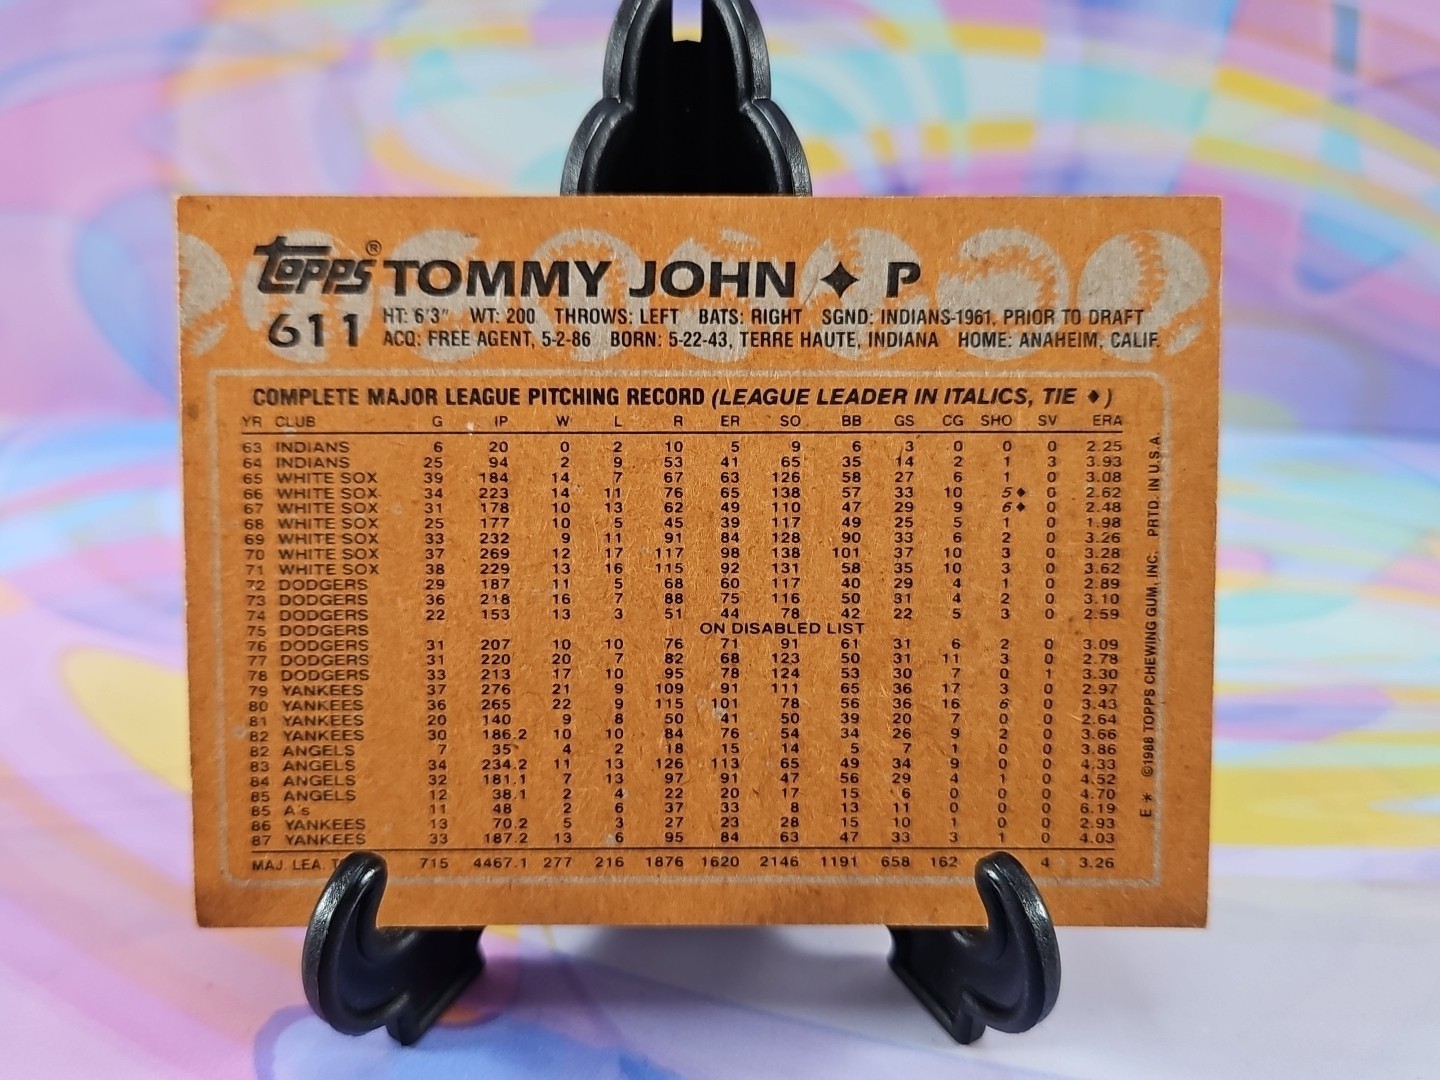 Topps® TOMMY JOHN ✦ P
611 HT: 6'3" WT: 200 THROWS: LEFT BATS: RIGHT SGND: INDIANS-1961, PRIOR TO DRAFT
ACQ: FREE AGENT, 5-2-86 BORN: 5-22-43, TERRE HAUTE, INDIANA HOME: ANAHEIM, CALIF.
COMPLETE MAJOR LEAGUE PITCHING RECORD (LEAGUE LEADER IN ITALICS, TIE ♦)
YR CLUB G IP W L R ER SO BB GS CG SHO SV ERA
63 INDIANS 6 20 0 2 10 5 9 6 3 0 0 0 2.25
64 INDIANS 25 94 2 9 53 41 65 35 14 2 1 3 3.93
65 WHITE SOX 39 184 14 7 67 63 126 58 27 6 1 0 3.08
66 WHITE SOX 34 223 14 11 76 65 138 57 33 10 5♦ 0 2.62
67 WHITE SOX 31 178 10 13 62 49 110 47 29 9 6♦ 0 2.48
68 WHITE SOX 25 177 10 5 45 39 117 49 25 5 1 0 1.98
69 WHITE SOX 33 232 9 11 91 84 128 90 33 6 2 0 3.26
70 WHITE SOX 37 269 12 17 117 98 138 101 37 10 3 0 3.28
71 WHITE SOX 38 229 13 16 115 92 131 58 35 10 3 0 3.62
72 DODGERS 29 187 11 5 68 60 117 40 29 4 1 0 2.89
73 DODGERS 36 218 16 7 88 75 116 50 31 4 2 0 3.10
74 DODGERS 22 153 13 3 51 44 78 42 22 5 3 0 2.59
75 DODGERS ON DISABLED LIST
76 DODGERS 31 207 10 10 76 71 91 61 31 6 2 0 3.09
77 DODGERS 31 220 20 7 82 68 123 50 31 11 3 0 2.78
78 DODGERS 33 213 17 10 95 78 124 53 30 7 0 1 3.30
79 YANKEES 37 276 21 9 109 91 111 65 36 17 3 0 2.97
80 YANKEES 36 265 22 9 115 101 78 56 36 16 6 0 3.43
81 YANKEES 20 140 9 8 50 41 50 39 20 7 0 0 2.64
82 YANKEES 30 186.2 10 10 84 76 54 34 26 9 2 0 3.66
82 ANGELS 7 35 4 2 18 15 14 5 7 1 0 0 3.86
83 ANGELS 34 234.2 11 13 126 113 65 49 34 9 0 0 4.33
84 ANGELS 32 181.1 7 13 97 91 47 56 29 4 1 0 4.52
85 ANGELS 12 38.1 2 4 22 20 17 15 6 0 0 0 4.70
85 A's 11 48 2 6 37 33 8 13 11 0 0 0 6.19
86 YANKEES 13 70.2 5 3 27 23 28 15 10 1 0 0 2.93
87 YANKEES 33 187.2 13 6 95 84 63 47 33 3 1 0 4.03
MAJ. LEA. 715 4467.1 277 216 1876 1620 2146 1191 658 162 4 3.26
E * ©1988 TOPPS CHEWING GUM, INC. PRTD. IN U.S.A.